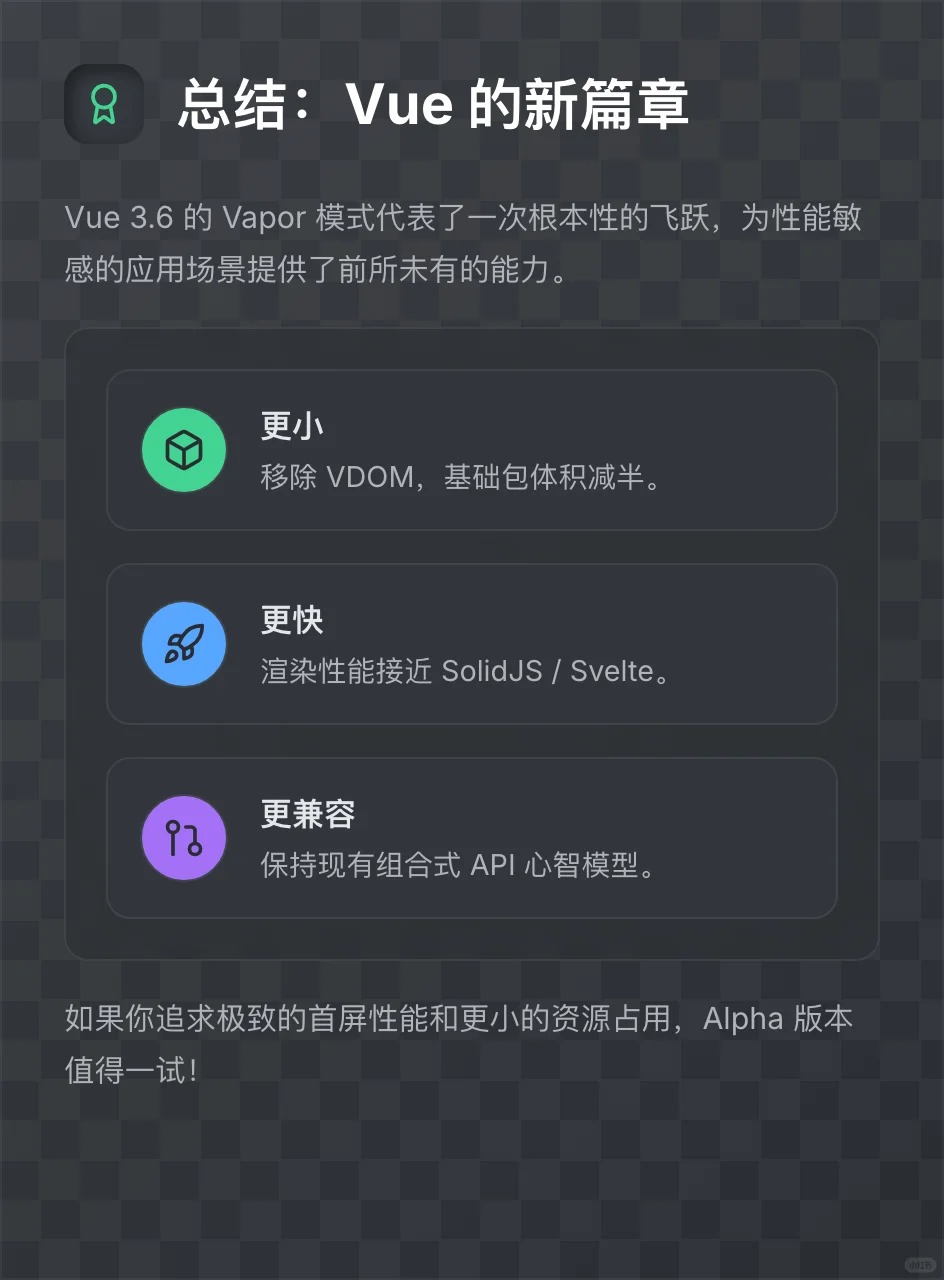 总结：Vue 的新篇章
Vue 3.6 的 Vapor 模式代表了一次根本性的飞跃，为性能敏
感的应用场景提供了前所未有的能力。
更小
移除 VDOM，基础包体积减半。
更快
渲染性能接近 SolidJS / Svelte。
更兼容
保持现有组合式 API 心智模型。
如果你追求极致的首屏性能和更小的资源占用，Alpha 版本
值得一试！